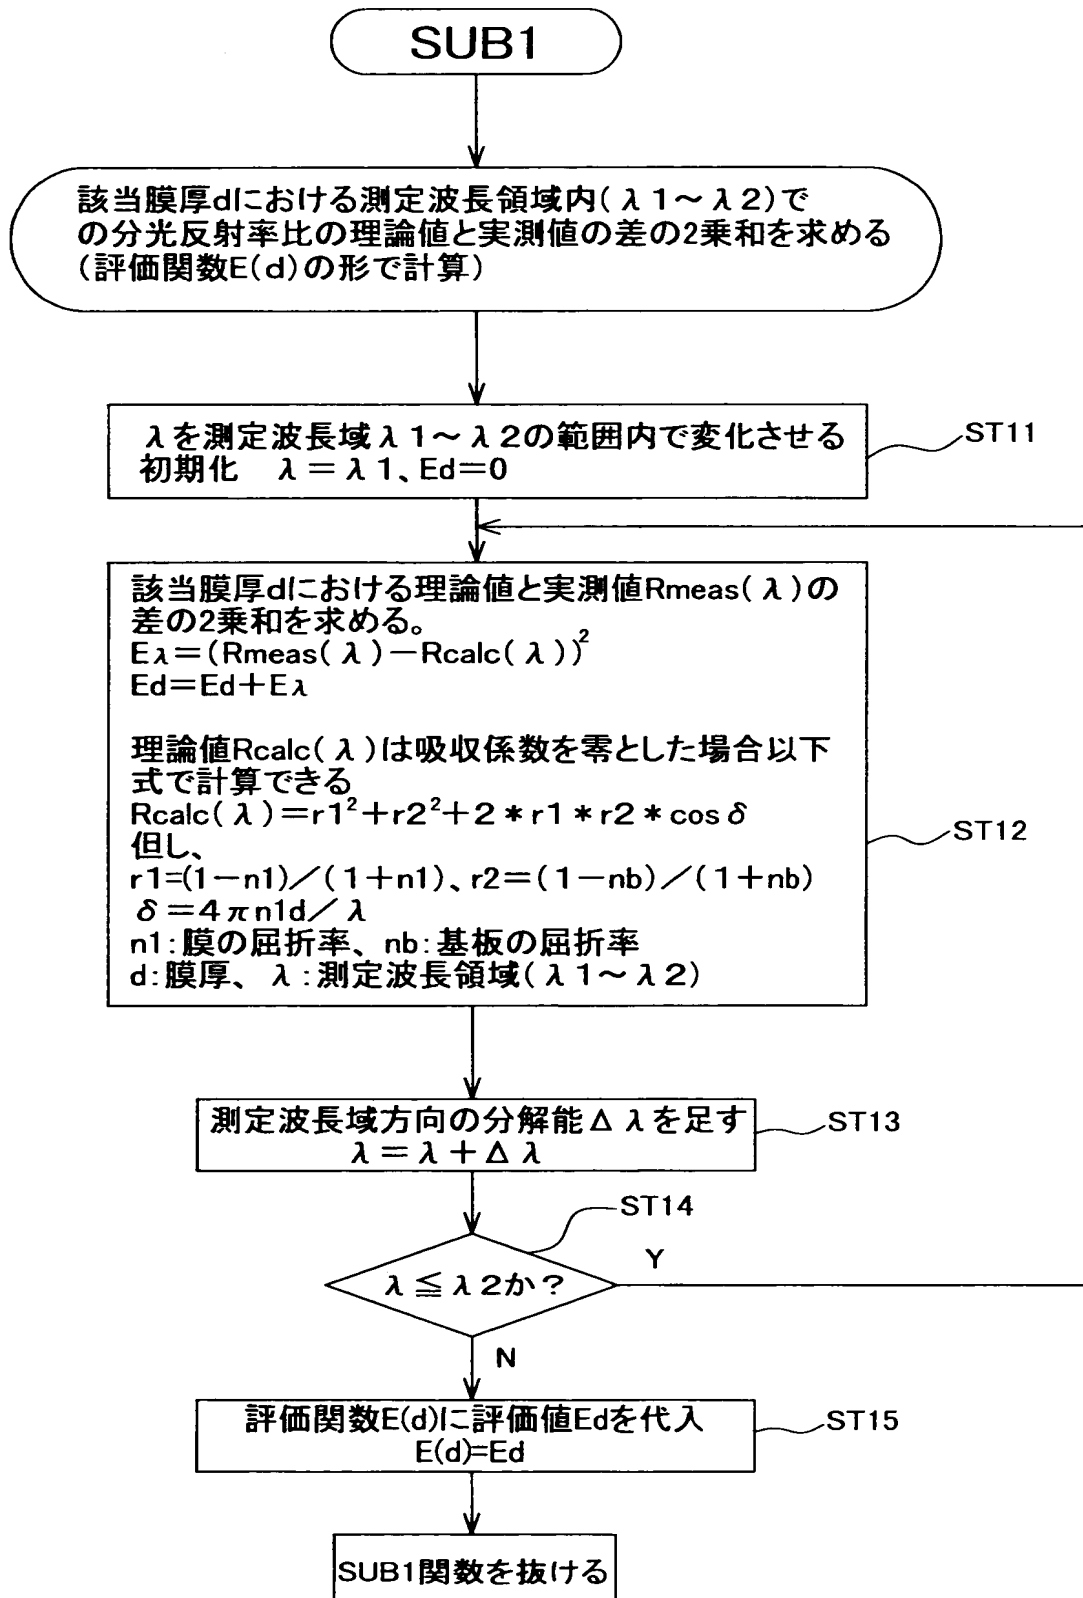 SUB1
該当膜厚dにおける測定波長領域内(λ1～λ2)で
の分光反射率比の理論値と実測値の差の2乗和を求める
(評価関数E(d)の形で計算)
λを測定波長域λ1～λ2の範囲内で変化させる
初期化　λ＝λ1、Ed＝0
ST11
該当膜厚dにおける理論値と実測値Rmeas(λ)の
差の2乗和を求める。
Eλ＝(Rmeas(λ)－Rcalc(λ))²
Ed＝Ed＋Eλ
理論値Rcalc(λ)は吸収係数を零とした場合以下
式で計算できる
Rcalc(λ)＝r1²＋r2²＋2＊r1＊r2＊cosδ
但し、
r1=(1－n1)／(1＋n1)、r2＝(1－nb)／(1＋nb)
δ＝4πn1d／λ
n1:膜の屈折率、nb:基板の屈折率
d:膜厚、λ:測定波長領域(λ1～λ2)
ST12
測定波長域方向の分解能Δλを足す
λ＝λ＋Δλ
ST13
ST14
λ≦λ2か？
Y
N
評価関数E(d)に評価値Edを代入
E(d)=Ed
ST15
SUB1関数を抜ける